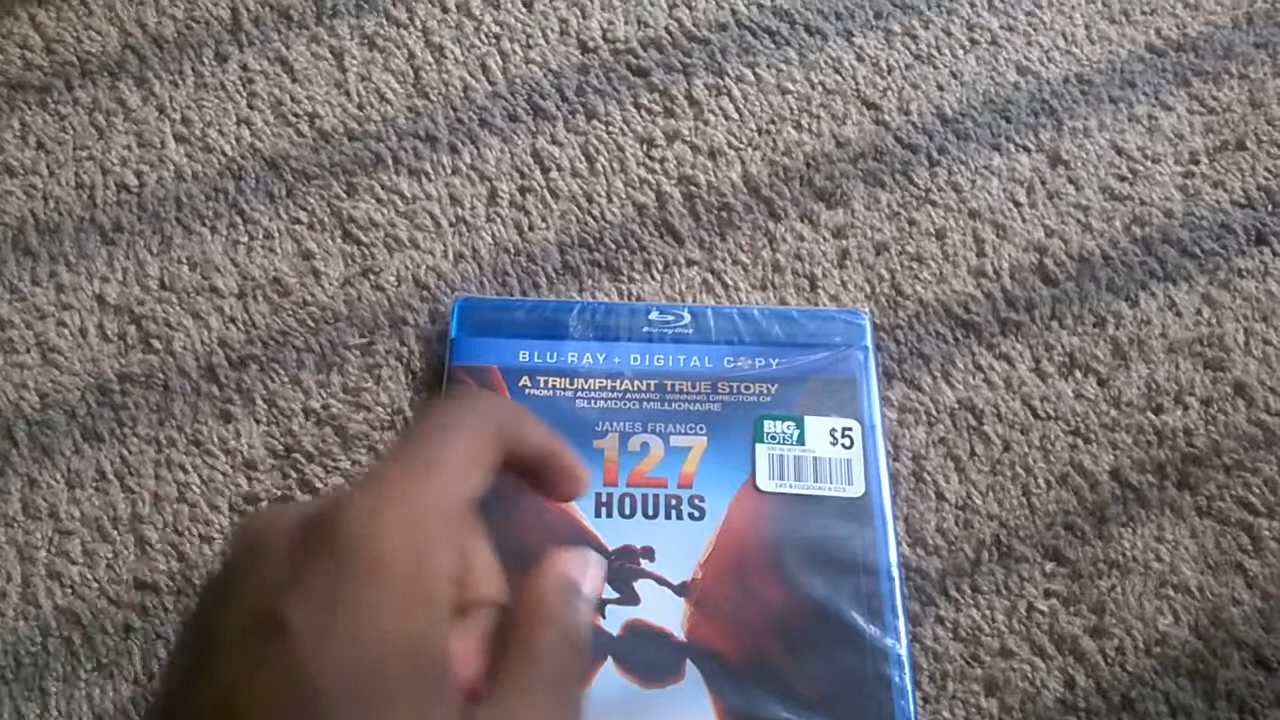 Blu-ray Disc
BLU-RAY + DIGITAL COPY
A TRIUMPHANT TRUE STORY
FROM THE ACADEMY AWARD WINNING DIRECTOR OF
SLUMDOG MILLIONAIRE
JAMES FRANCO
127
HOURS
BIG LOTS!
$5